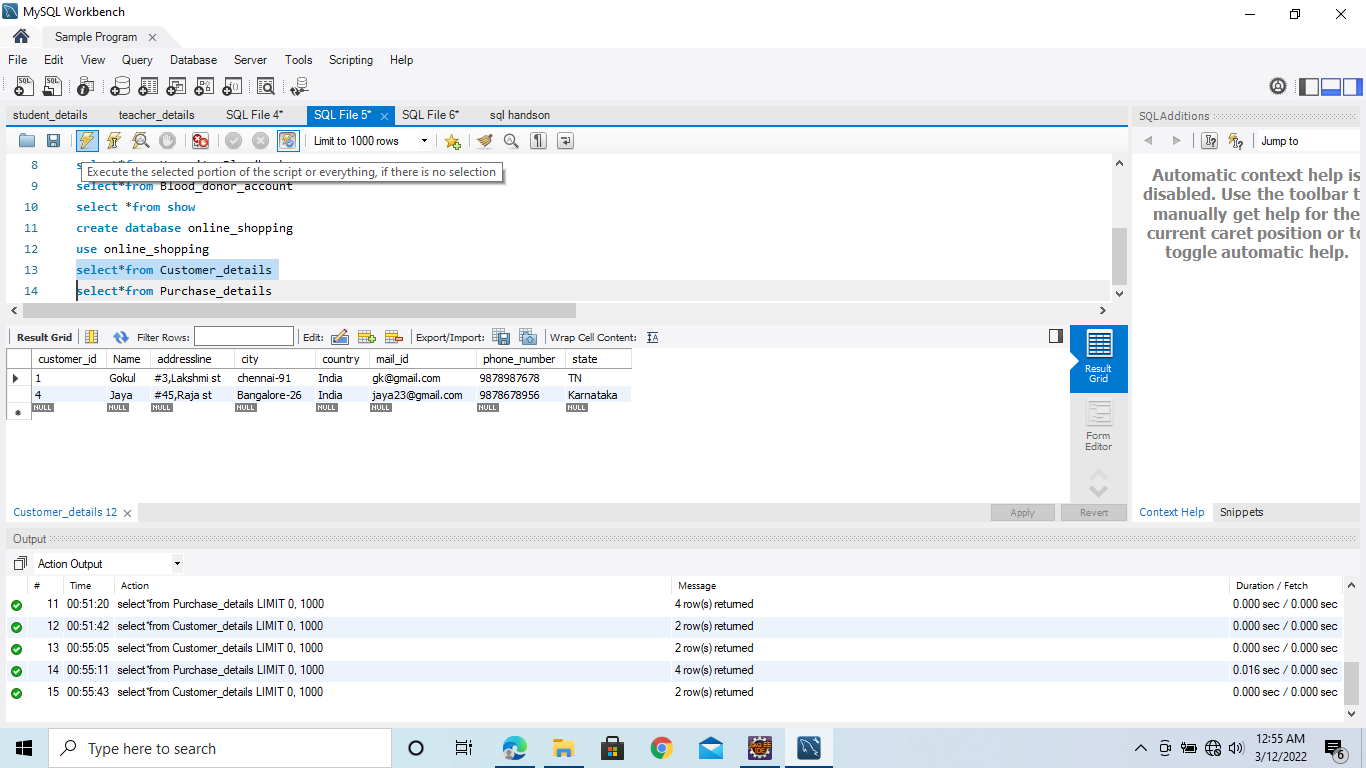 MySQL Workbench
Sample Program
File Edit View Query Database Server Tools Scripting Help
student_details teacher_details SQL File 4* SQL File 5* SQL File 6* sql handson
SQLAdditions
Limit to 1000 rows
Jump to
8
Execute the selected portion of the script or everything, if there is no selection
9 select*from Blood_donor_account
10 select *from show
11 create database online_shopping
12 use online_shopping
13 select*from Customer_details
14 select*from Purchase_details
Automatic context help is
disabled. Use the toolbar t
manually get help for the
current caret position or to
toggle automatic help.
Result Grid Filter Rows: Edit: Export/Import: Wrap Cell Content:
customer_id Name addressline city country mail_id phone_number state
1 Gokul #3,Lakshmi st chennai-91 India gk@gmail.com 9878987678 TN
4 Jaya #45,Raja st Bangalore-26 India jaya23@gmail.com 9878678956 Karnataka
NULL NULL NULL NULL NULL NULL NULL NULL
Result
Grid
Form
Editor
Customer_details 12
Apply Revert
Context Help Snippets
Output
Action Output
# Time Action Message Duration / Fetch
11 00:51:20 select*from Purchase_details LIMIT 0, 1000 4 row(s) returned 0.000 sec / 0.000 sec
12 00:51:42 select*from Customer_details LIMIT 0, 1000 2 row(s) returned 0.000 sec / 0.000 sec
13 00:55:05 select*from Customer_details LIMIT 0, 1000 2 row(s) returned 0.000 sec / 0.000 sec
14 00:55:11 select*from Purchase_details LIMIT 0, 1000 4 row(s) returned 0.016 sec / 0.000 sec
15 00:55:43 select*from Customer_details LIMIT 0, 1000 2 row(s) returned 0.000 sec / 0.000 sec
Type here to search
12:55 AM
3/12/2022
6